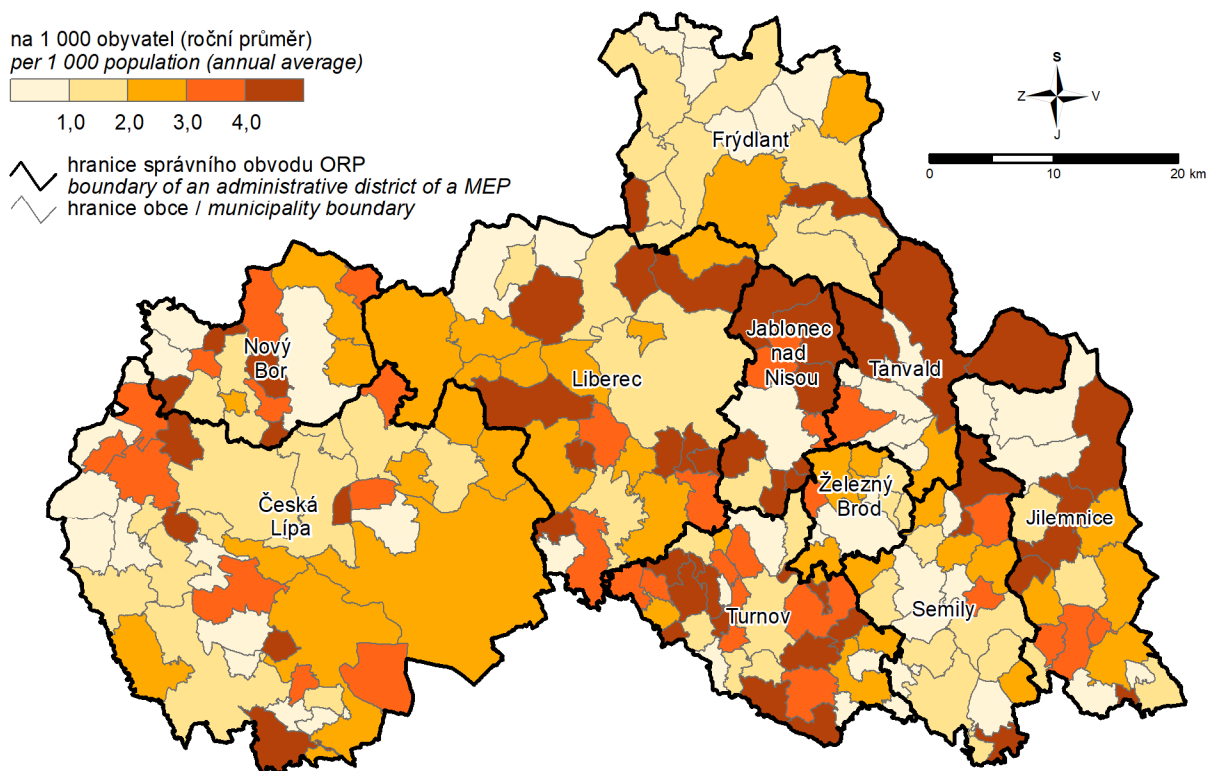 na 1 000 obyvatel (roční průměr)
per 1 000 population (annual average)
1,0 2,0 3,0 4,0
hranice správního obvodu ORP
boundary of an administrative district of a MEP
hranice obce / municipality boundary
S
Z V
J
0 10 20 km
Frýdlant
Nový
Bor
Liberec
Jablonec
nad
Nisou
Tanvald
Česká
Lípa
Železný
Brod
Jilemnice
Turnov
Semily